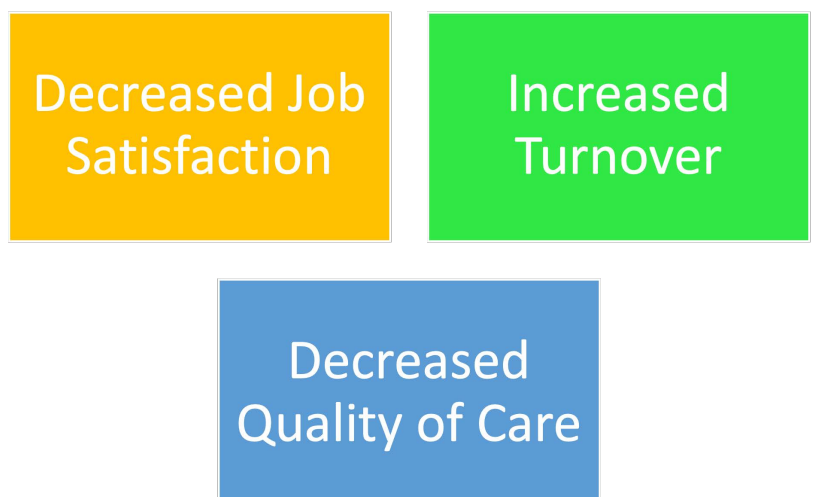 Decreased Job
Satisfaction
Increased
Turnover
Decreased
Quality of Care